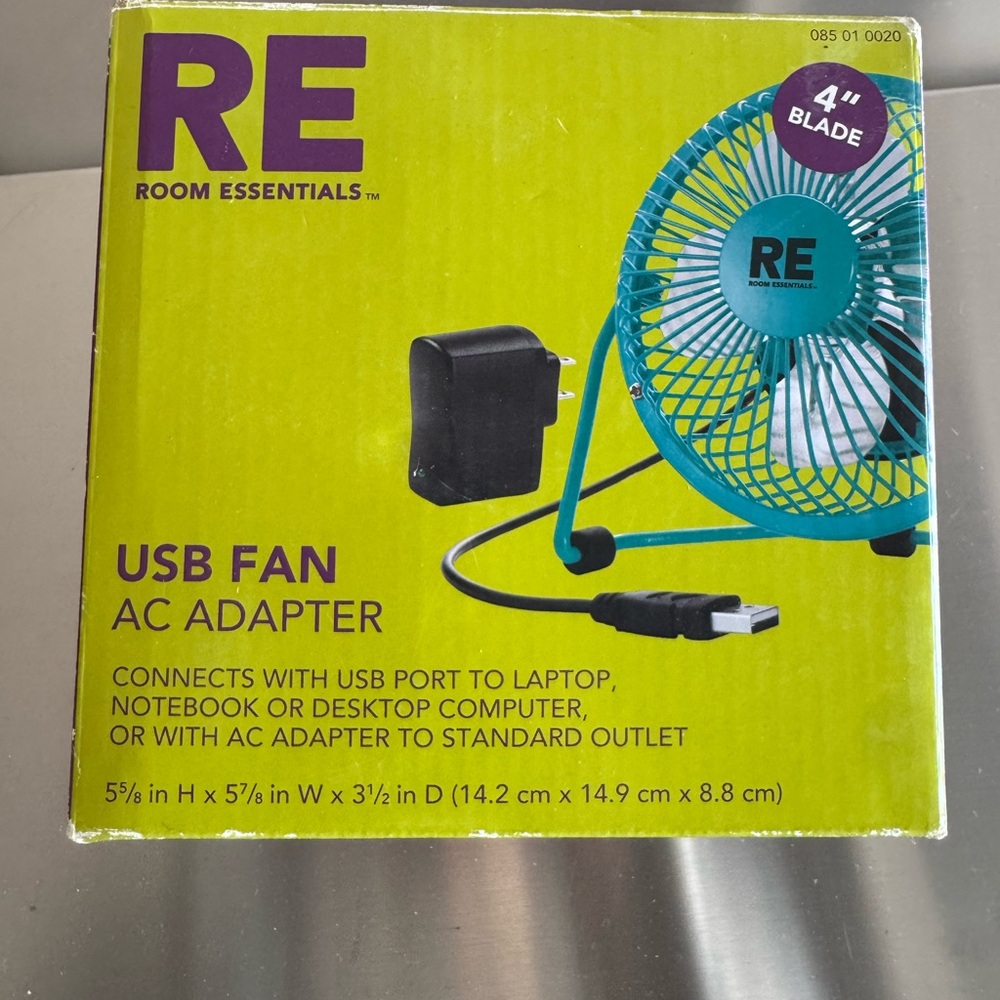 085 01 0020
RE
ROOM ESSENTIALS™
4"
BLADE
RE
ROOM ESSENTIALS™
USB FAN
AC ADAPTER
CONNECTS WITH USB PORT TO LAPTOP,
NOTEBOOK OR DESKTOP COMPUTER,
OR WITH AC ADAPTER TO STANDARD OUTLET
5⁵/₈ in H x 5⁷/₈ in W x 3¹/₂ in D (14.2 cm x 14.9 cm x 8.8 cm)